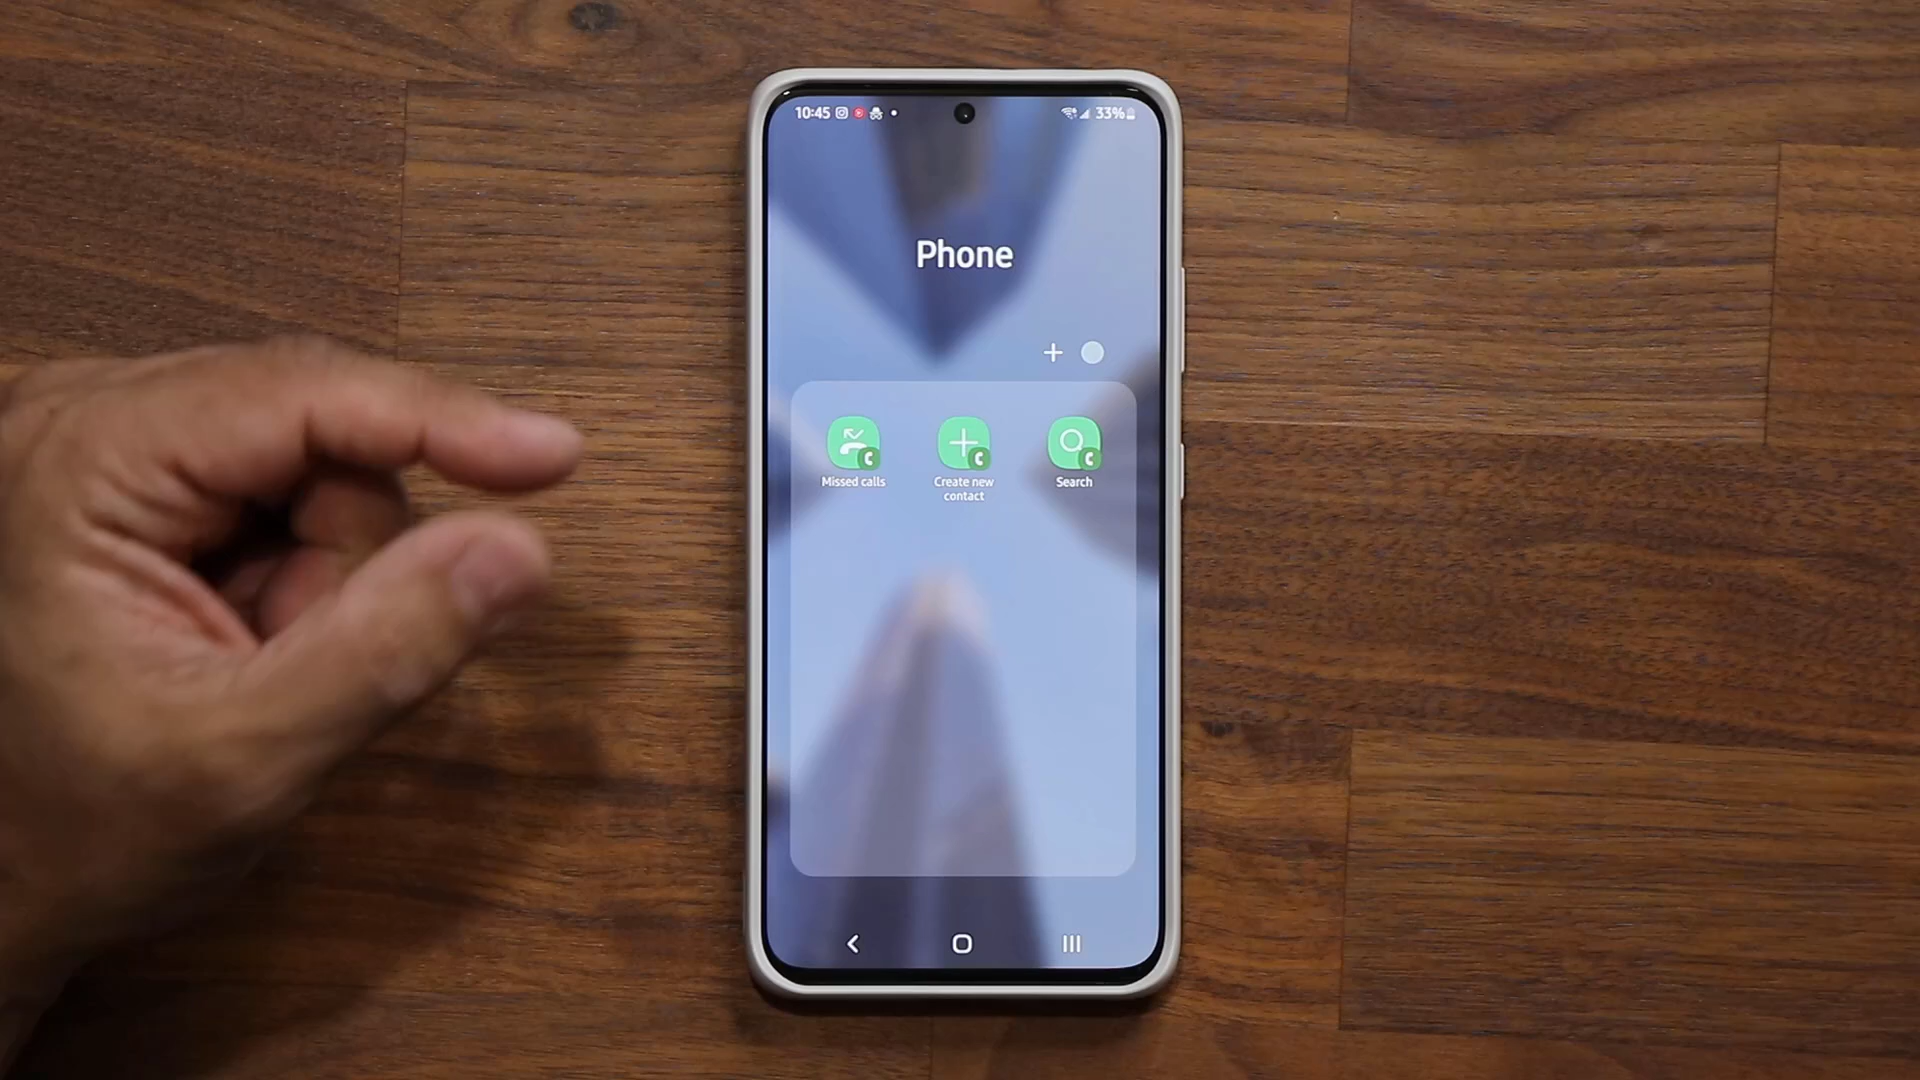 10:45
33%
Phone
Missed calls
Create new
contact
Search